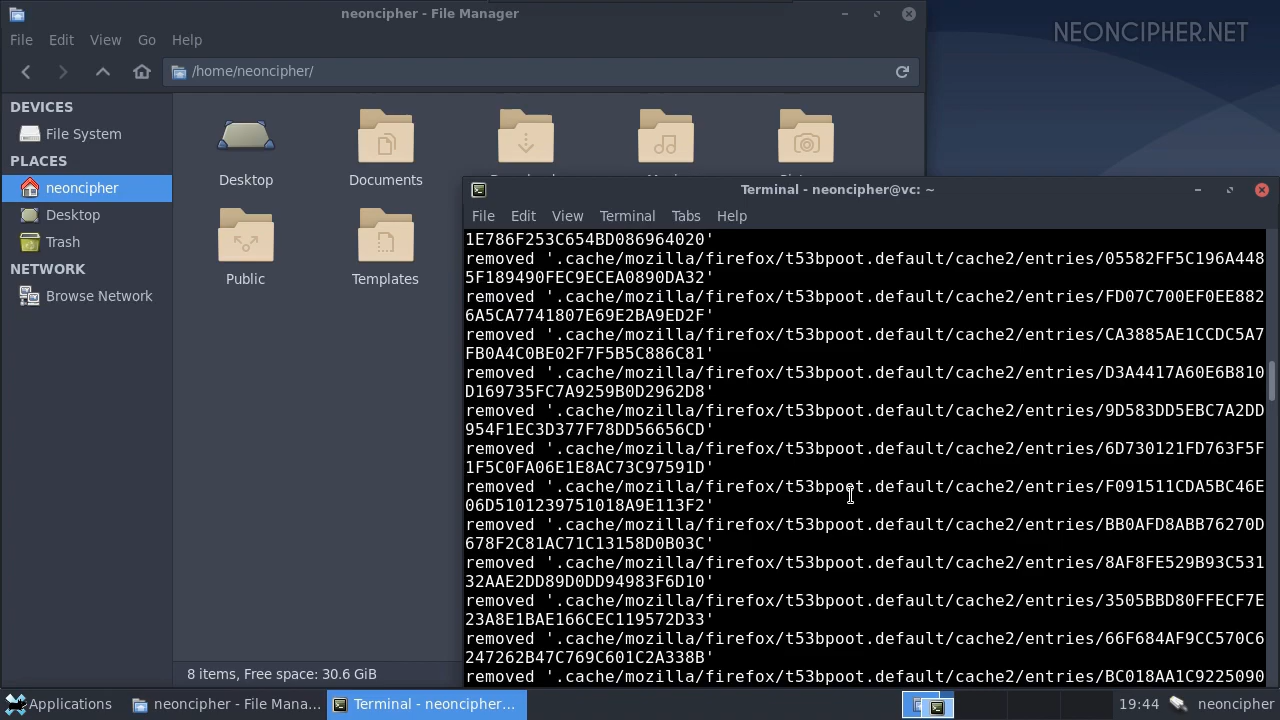 neoncipher - File Manager
NEONCIPHER.NET
File Edit View Go Help
/home/neoncipher/
DEVICES
File System
PLACES
neoncipher
Desktop
Trash
NETWORK
Browse Network
Desktop
Documents
Public
Templates
8 items, Free space: 30.6 GiB
Terminal - neoncipher@vc: ~
File Edit View Terminal Tabs Help
1E786F253C654BD086964020'
removed '.cache/mozilla/firefox/t53bpoot.default/cache2/entries/05582FF5C196A448
5F189490FEC9ECEA0890DA32'
removed '.cache/mozilla/firefox/t53bpoot.default/cache2/entries/FD07C700EF0EE882
6A5CA7741807E69E2BA9ED2F'
removed '.cache/mozilla/firefox/t53bpoot.default/cache2/entries/CA3885AE1CCDC5A7
FB0A4C0BE02F7F5B5C886C81'
removed '.cache/mozilla/firefox/t53bpoot.default/cache2/entries/D3A4417A60E6B810
D169735FC7A9259B0D2962D8'
removed '.cache/mozilla/firefox/t53bpoot.default/cache2/entries/9D583DD5EBC7A2DD
954F1EC3D377F78DD56656CD'
removed '.cache/mozilla/firefox/t53bpoot.default/cache2/entries/6D730121FD763F5F
1F5C0FA06E1E8AC73C97591D'
removed '.cache/mozilla/firefox/t53bpoot.default/cache2/entries/F091511CDA5BC46E
06D5101239751018A9E113F2'
removed '.cache/mozilla/firefox/t53bpoot.default/cache2/entries/BB0AFD8ABB76270D
678F2C81AC71C13158D0B03C'
removed '.cache/mozilla/firefox/t53bpoot.default/cache2/entries/8AF8FE529B93C531
32AAE2DD89D0DD94983F6D10'
removed '.cache/mozilla/firefox/t53bpoot.default/cache2/entries/3505BBD80FFECF7E
23A8E1BAE166CEC119572D33'
removed '.cache/mozilla/firefox/t53bpoot.default/cache2/entries/66F684AF9CC570C6
247262B47C769C601C2A338B'
removed '.cache/mozilla/firefox/t53bpoot.default/cache2/entries/BC018AA1C9225090
Applications
neoncipher - File Mana...
Terminal - neoncipher...
19:44
neoncipher